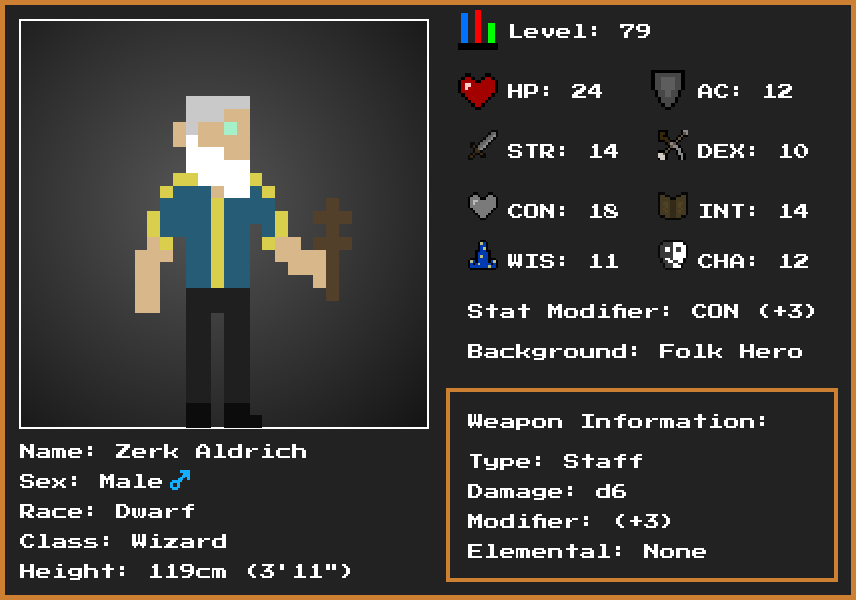 Level: 79
HP: 24 AC: 12
STR: 14 DEX: 10
CON: 18 INT: 14
WIS: 11 CHA: 12
Stat Modifier: CON (+3)
Background: Folk Hero
Weapon Information:
Type: Staff
Damage: d6
Modifier: (+3)
Elemental: None
Name: Zerk Aldrich
Sex: Male♂
Race: Dwarf
Class: Wizard
Height: 119cm (3'11")